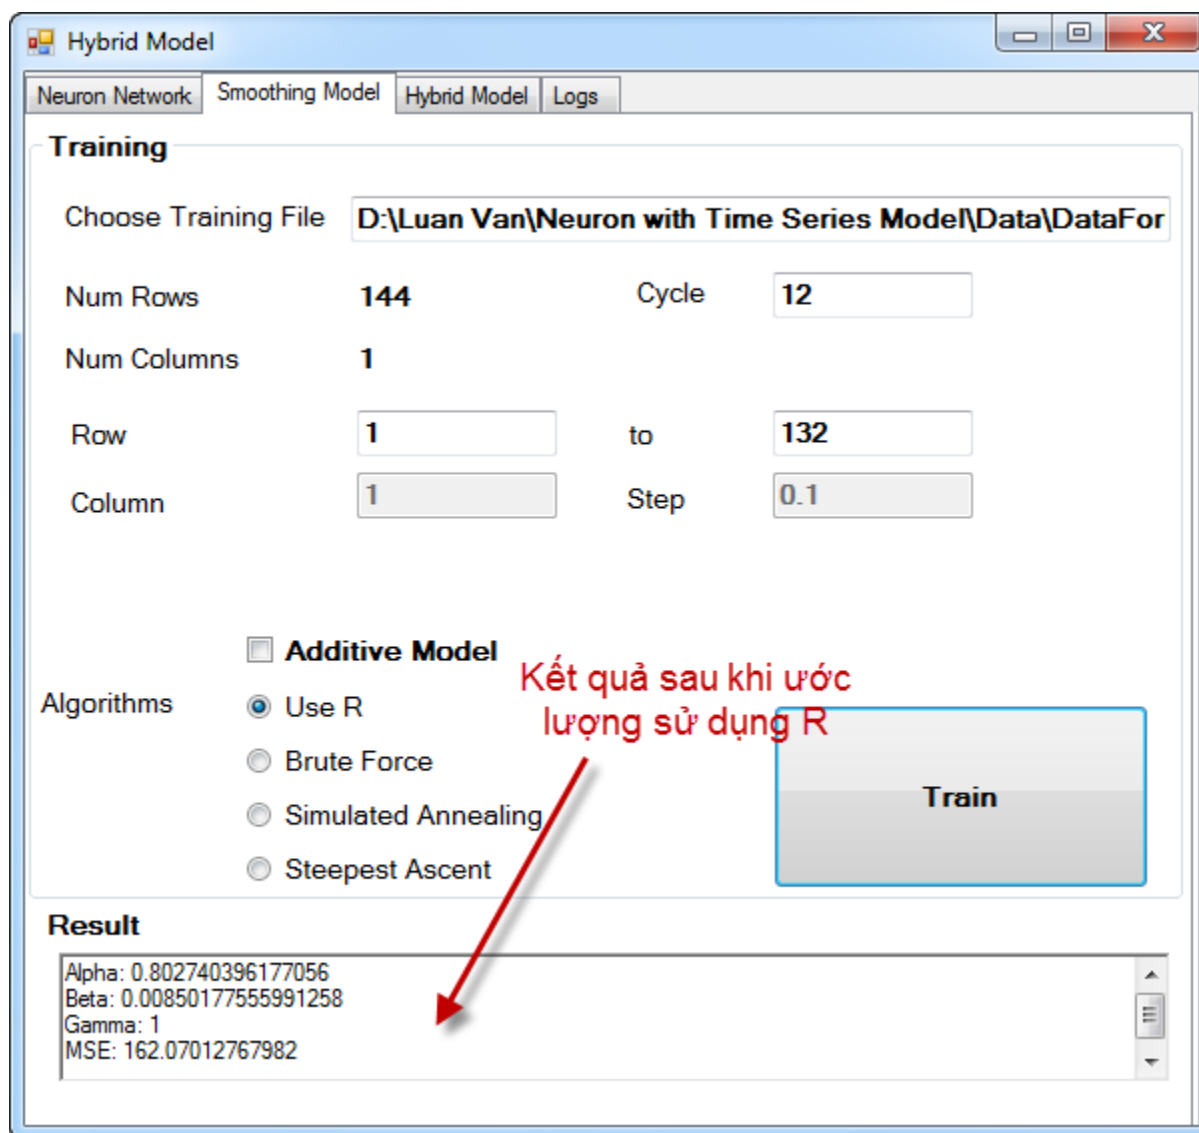 Hybrid Model
Neuron Network Smoothing Model Hybrid Model Logs
Training
Choose Training File D:\Luan Van\Neuron with Time Series Model\Data\DataFor
Num Rows 144 Cycle 12
Num Columns 1
Row 1 to 132
Column 1 Step 0.1
Additive Model
Kết quả sau khi ước
lượng sử dụng R
Algorithms Use R
Brute Force
Simulated Annealing
Steepest Ascent
Train
Result
Alpha: 0.802740396177056
Beta: 0.00850177555991258
Gamma: 1
MSE: 162.07012767982